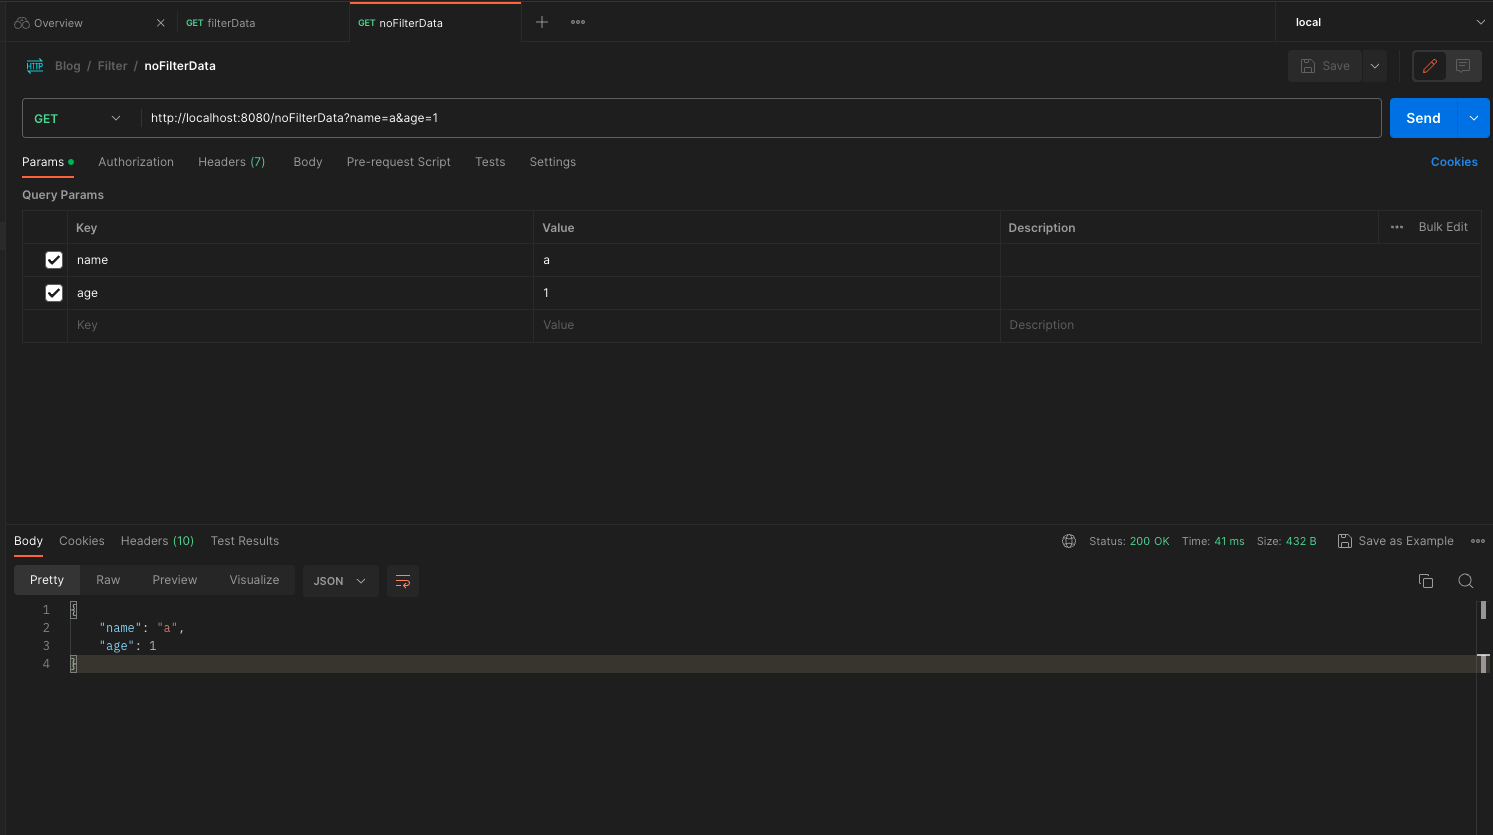 Overview
GET filterData
GET noFilterData
local
HTTP Blog / Filter / noFilterData
Save
GET http://localhost:8080/noFilterData?name=a&age=1
Send
Params Authorization Headers (7) Body Pre-request Script Tests Settings Cookies
Query Params
Key Value Description Bulk Edit
name a
age 1
Key Value Description
Body Cookies Headers (10) Test Results Status: 200 OK Time: 41 ms Size: 432 B Save as Example
Pretty Raw Preview Visualize JSON
1 {
2 "name": "a",
3 "age": 1
4 }